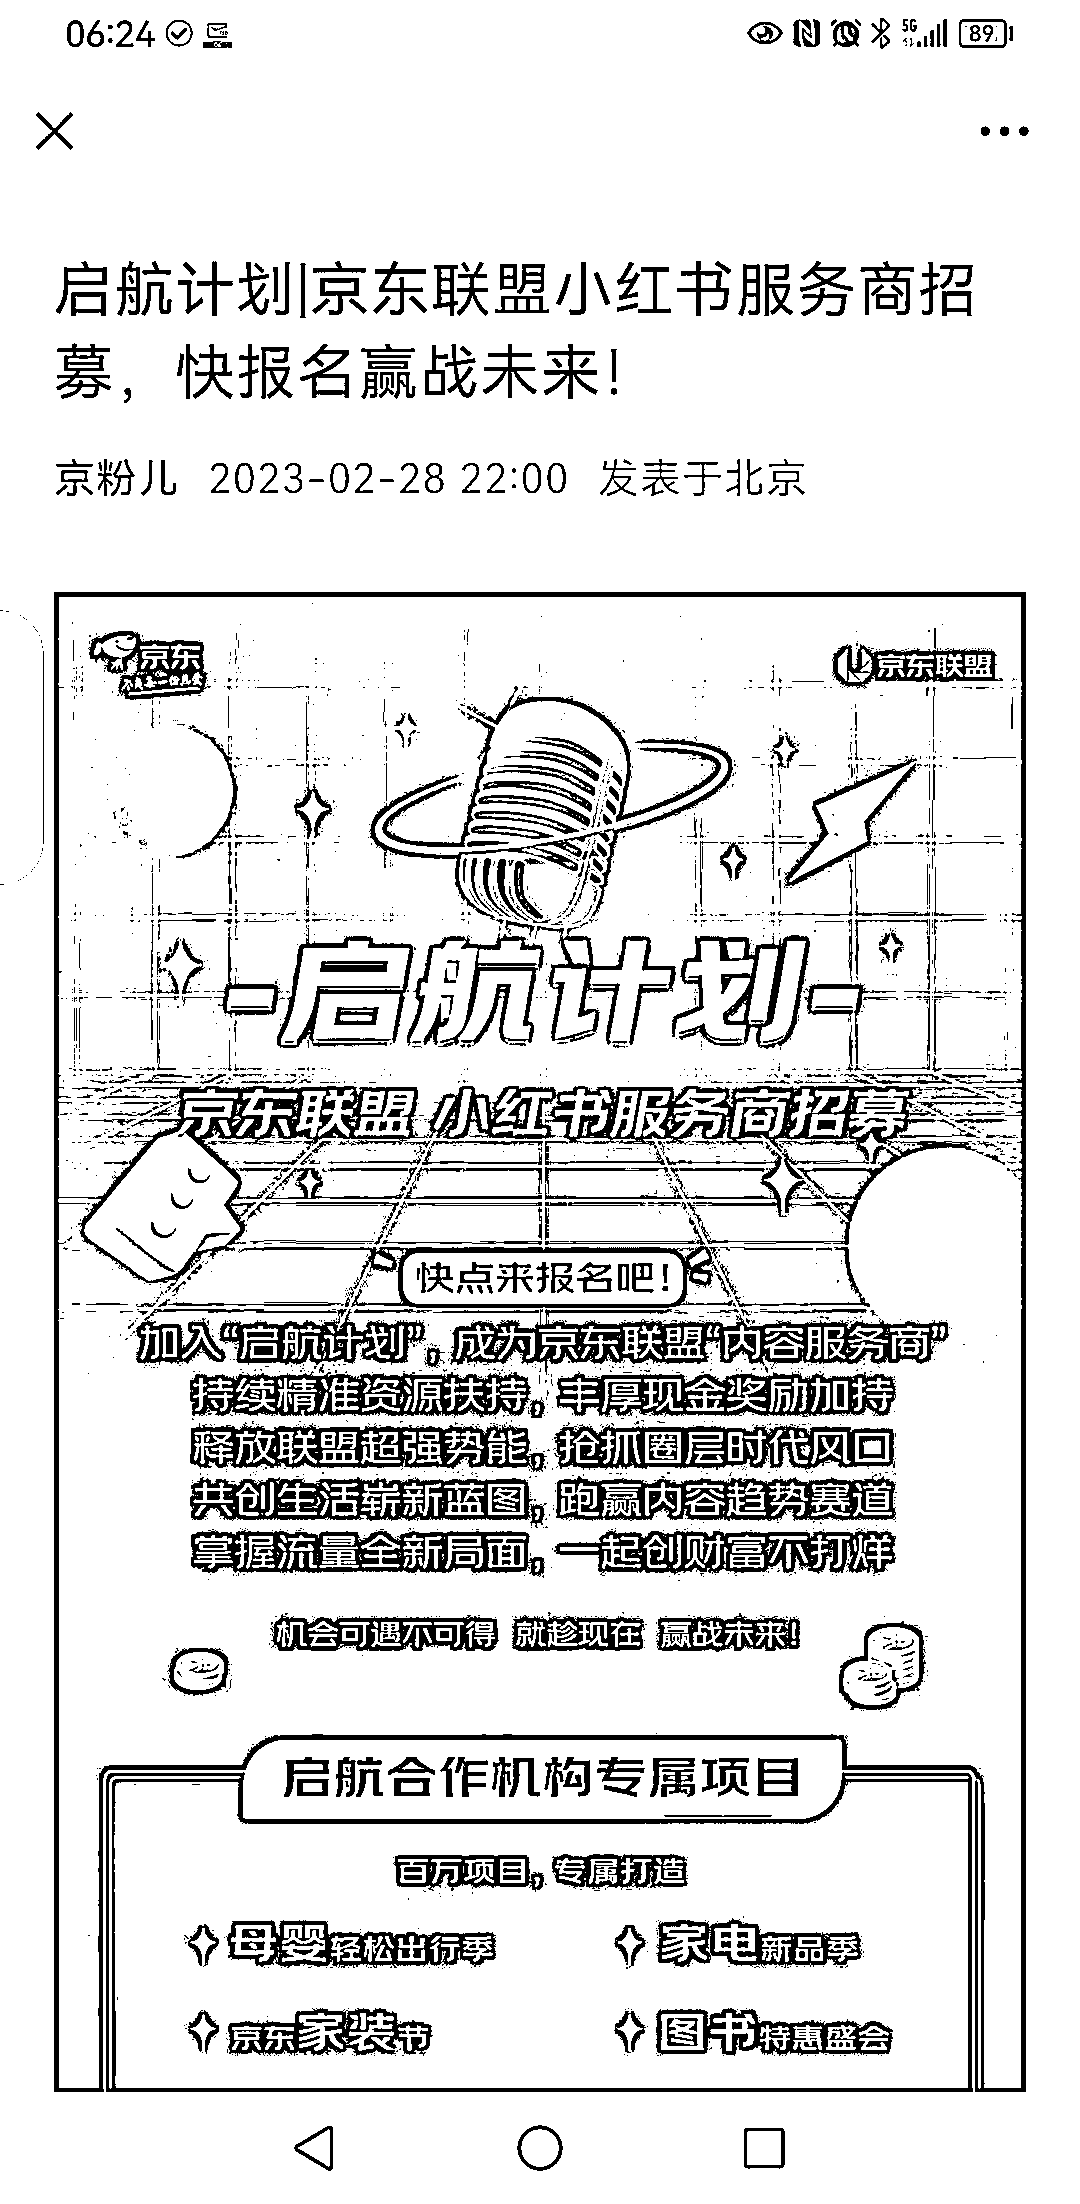 06:24
5G
89
启航计划|京东联盟小红书服务商招
募，快报名赢战未来！
京粉儿 2023-02-28 22:00 发表于北京
京东
京东联盟
启航计划
京东联盟 小红书服务商招募
快点来报名吧！
加入“启航计划”，成为京东联盟“内容服务商”
持续精准资源扶持，丰厚现金奖励加持
释放联盟超强势能，抢抓圈层时代风口
共创生活崭新蓝图，跑赢内容趋势赛道
掌握流量全新局面，一起创财富不打烊
机会可遇不可得 就趁现在 赢战未来！
启航合作机构专属项目
百万项目，专属打造
母婴轻松出行季
家电新品季
京东家装节
图书特惠盛会